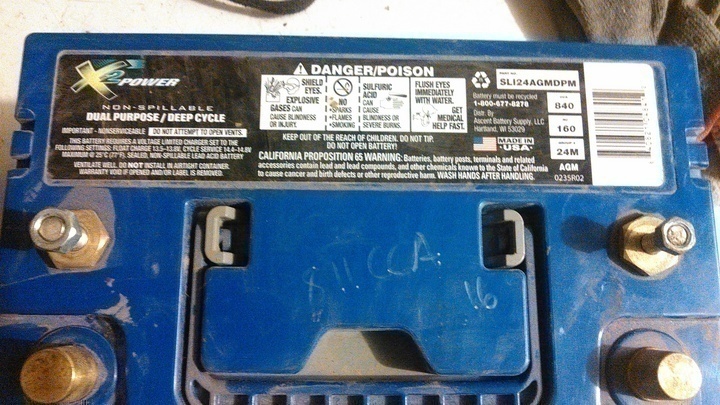 X2POWER
NON-SPILLABLE
DUAL PURPOSE / DEEP CYCLE
IMPORTANT - NONSERVICEABLE DO NOT ATTEMPT TO OPEN VENTS.
THIS BATTERY REQUIRES A VOLTAGE LIMITED CHARGER SET TO THE
FOLLOWING SETTINGS: FLOAT CHARGE 13.5-13.8V. CYCLE SERVICE 14.4-14.8V
MAXIMUM @ 25°C (77°F). SEALED, NON-SPILLABLE LEAD ACID BATTERY
VENTILATE WELL. DO NOT INSTALL IN AIRTIGHT CONTAINER.
WARRANTY VOID IF OPENED AND/OR LABEL IS REMOVED.
DANGER/POISON
SHIELD
EYES.
EXPLOSIVE
GASES CAN
CAUSE BLINDNESS
OR INJURY.
NO
•SPARKS
•FLAMES
•SMOKING
SULFURIC
ACID
CAN
CAUSE
BLINDNESS OR
SEVERE BURNS.
FLUSH EYES
IMMEDIATELY
WITH WATER.
GET
MEDICAL
HELP FAST.
KEEP OUT OF THE REACH OF CHILDREN. DO NOT TIP.
DO NOT OPEN BATTERY!
CALIFORNIA PROPOSITION 65 WARNING: Batteries, battery posts, terminals and related
accessories contain lead and lead compounds, and other chemicals known to the State of California
to cause cancer and birth defects or other reproductive harm. WASH HANDS AFTER HANDLING.
SLI24AGMDPM
Battery must be recycled
1-800-677-8278
Dist. By
Ascent Battery Supply, LLC
Hartland, WI 53029
MADE IN
•USA•
840
160
24M
AGM
0235R02
811 CCA
16